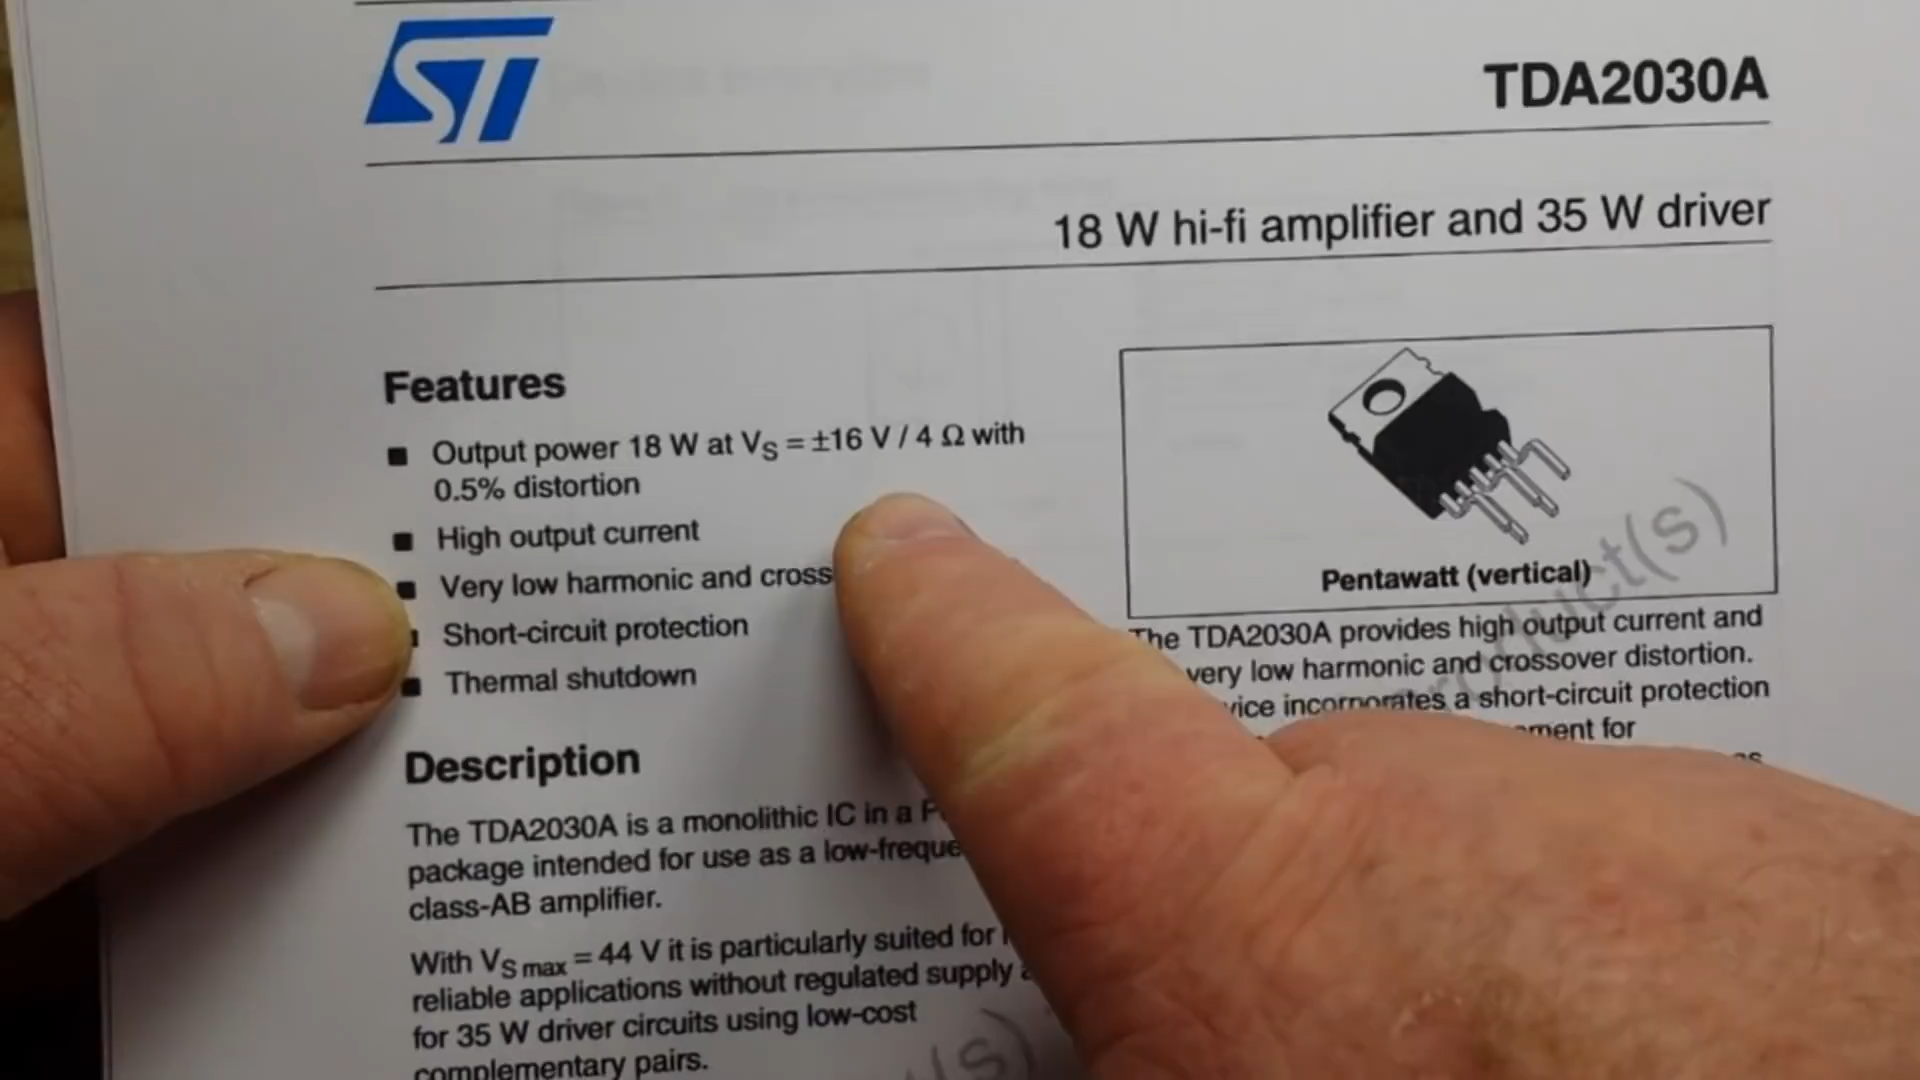 ST
TDA2030A
18 W hi-fi amplifier and 35 W driver
Features
■ Output power 18 W at VS = ±16 V / 4 Ω with
0.5% distortion
■ High output current
■ Very low harmonic and cross
■ Short-circuit protection
■ Thermal shutdown
Description
The TDA2030A is a monolithic IC in a
package intended for use as a
class-AB amplifier.
With VS max = 44 V it is particularly suited for
reliable applications without regulated supply
for 35 W driver circuits using low-cost
complementary pairs.
Pentawatt (vertical)
The TDA2030A provides high output current and
very low harmonic and crossover distortion.
incorporates a short-circuit protection
for